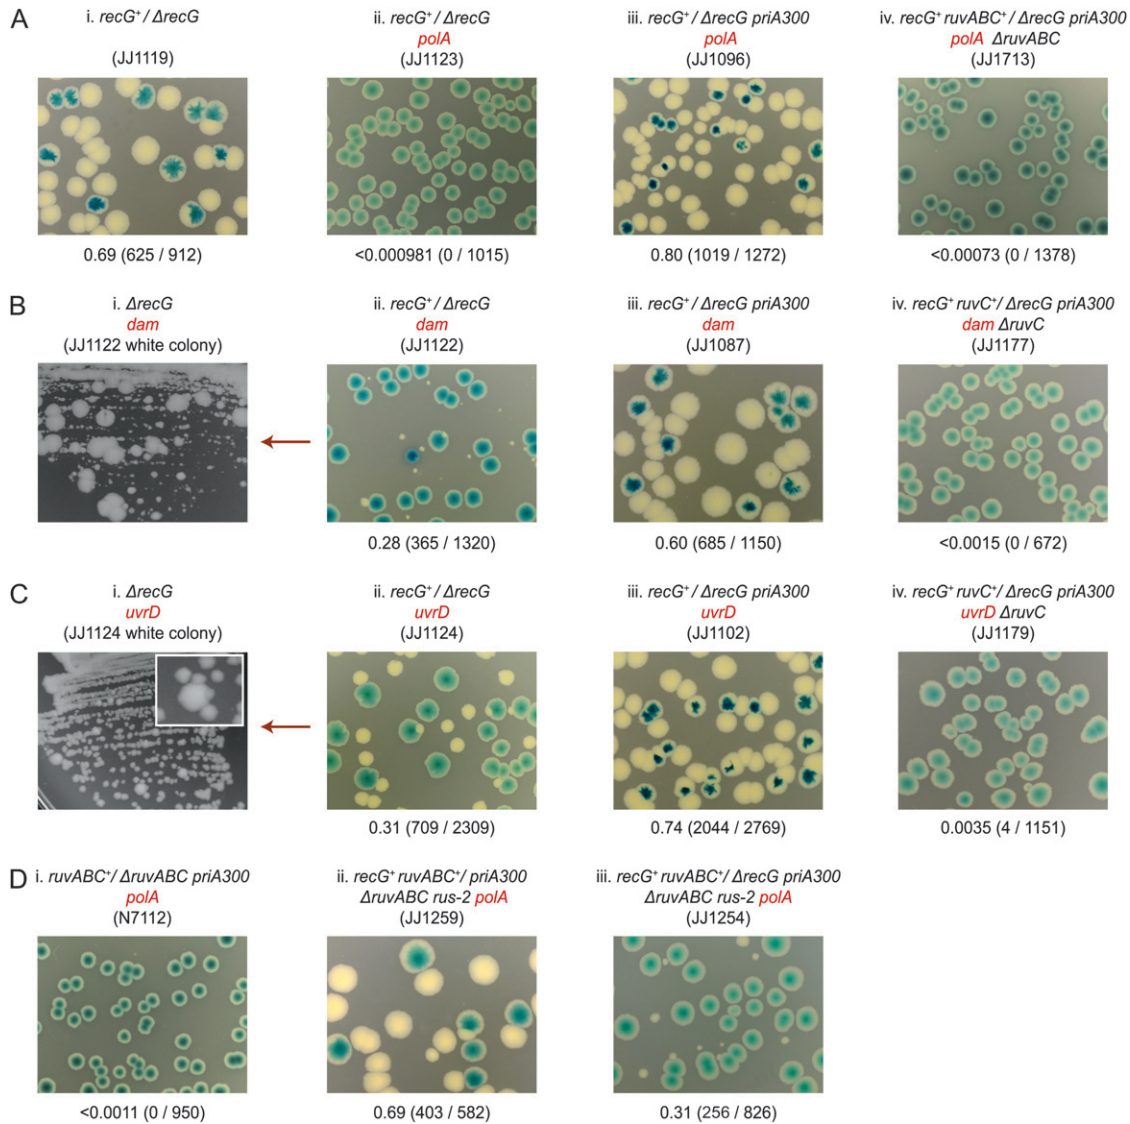 A
i. recG⁺ / ΔrecG
(JJ1119)
0.69 (625 / 912)
ii. recG⁺ / ΔrecG
polA
(JJ1123)
<0.000981 (0 / 1015)
iii. recG⁺ / ΔrecG priA300
polA
(JJ1096)
0.80 (1019 / 1272)
iv. recG⁺ ruvABC⁺ / ΔrecG priA300
polA ΔruvABC
(JJ1713)
<0.00073 (0 / 1378)
B
i. ΔrecG
dam
(JJ1122 white colony)
ii. recG⁺ / ΔrecG
dam
(JJ1122)
0.28 (365 / 1320)
iii. recG⁺ / ΔrecG priA300
dam
(JJ1087)
0.60 (685 / 1150)
iv. recG⁺ ruvC⁺/ ΔrecG priA300
dam ΔruvC
(JJ1177)
<0.0015 (0 / 672)
C
i. ΔrecG
uvrD
(JJ1124 white colony)
ii. recG⁺ / ΔrecG
uvrD
(JJ1124)
0.31 (709 / 2309)
iii. recG⁺ / ΔrecG priA300
uvrD
(JJ1102)
0.74 (2044 / 2769)
iv. recG⁺ ruvC⁺/ ΔrecG priA300
uvrD ΔruvC
(JJ1179)
0.0035 (4 / 1151)
D
i. ruvABC⁺/ ΔruvABC priA300
polA
(N7112)
<0.0011 (0 / 950)
ii. recG⁺ ruvABC⁺/ priA300
ΔruvABC rus-2 polA
(JJ1259)
0.69 (403 / 582)
iii. recG⁺ ruvABC⁺/ ΔrecG priA300
ΔruvABC rus-2 polA
(JJ1254)
0.31 (256 / 826)